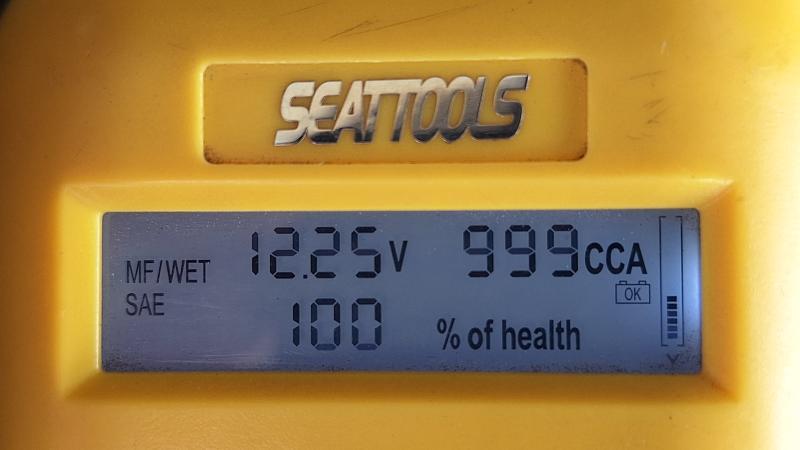 SEATTOOLS
MF/WET 12.25V 999CCA
SAE OK
100 % of health